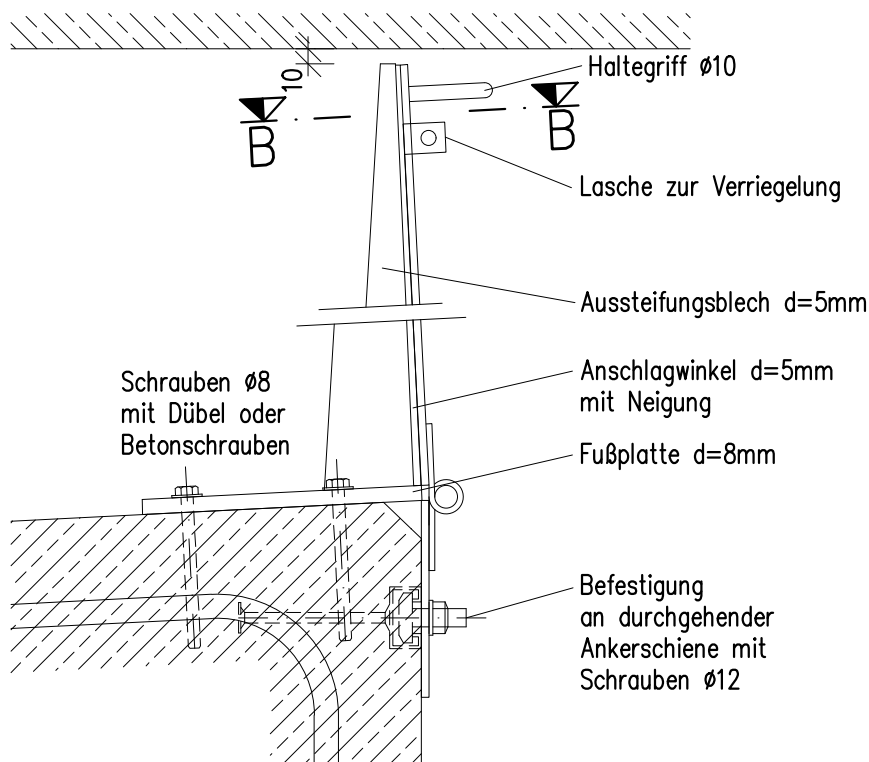 Haltegriff Ø10
10
B
B
Lasche zur Verriegelung
Aussteifungsblech d=5mm
Anschlagwinkel d=5mm
mit Neigung
Schrauben Ø8
mit Dübel oder
Betonschrauben
Fußplatte d=8mm
Befestigung
an durchgehender
Ankerschiene mit
Schrauben Ø12